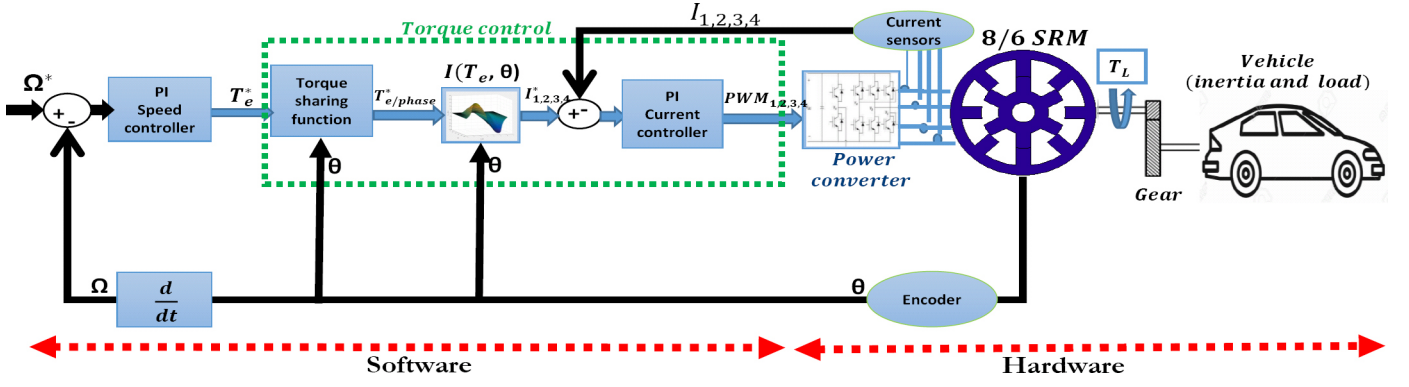 I1,2,3,4
Current
sensors
8/6 SRM
Torque control
Ω*
+
-
PI
Speed
controller
Te*
Torque
sharing
function
T*e/phase
I(Te, θ)
I*1,2,3,4
+
-
PI
Current
controller
PWM1,2,3,4
Power
converter
TL
Vehicle
(inertia and load)
Gear
θ
θ
Ω
d
dt
θ
Encoder
Software
Hardware